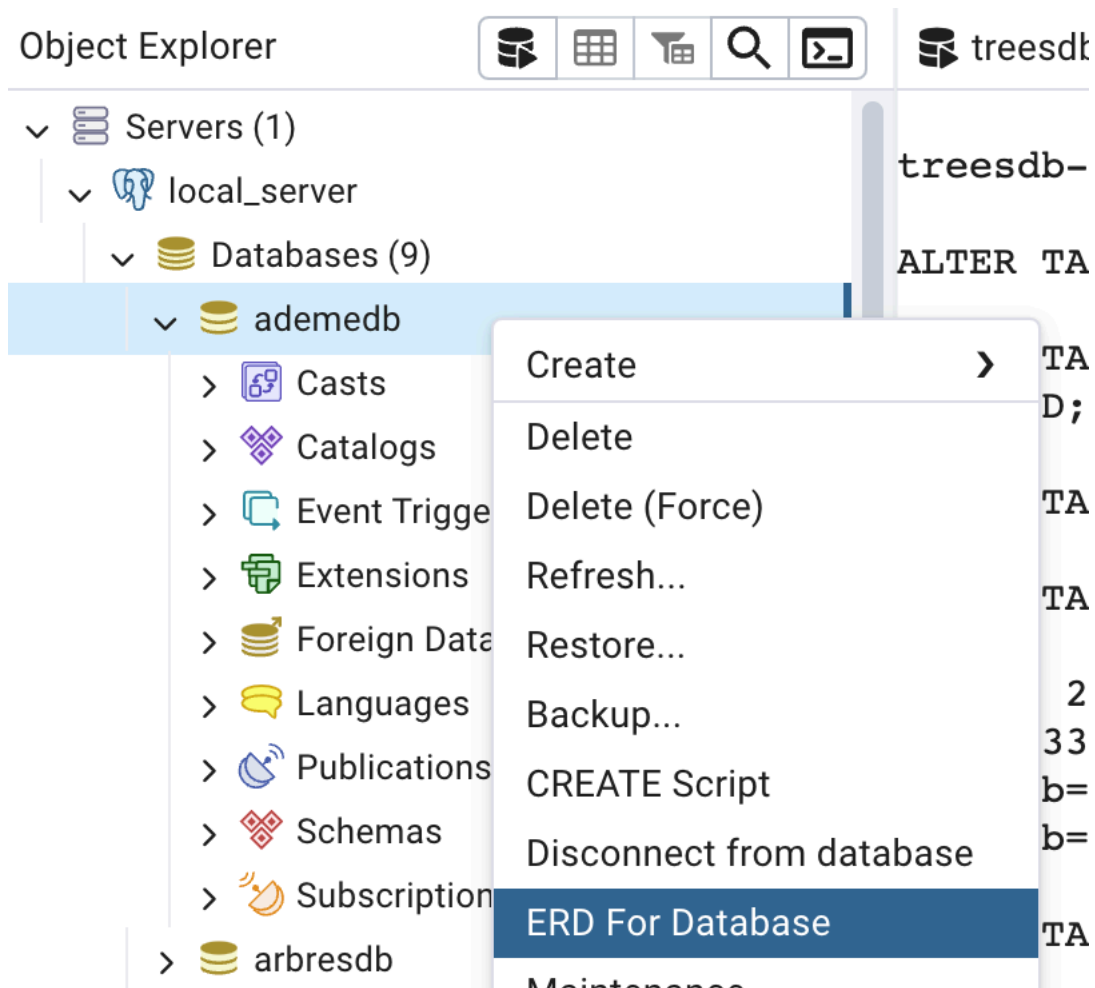 Object Explorer
treesdb
Servers (1)
local_server
Databases (9)
ademedb
Casts
Catalogs
Event Trigge
Extensions
Foreign Data
Languages
Publications
Schemas
Subscription
arbresdb
Create
Delete
Delete (Force)
Refresh...
Restore...
Backup...
CREATE Script
Disconnect from database
ERD For Database
Maintenance
treesdb-
ALTER TA
TA
D;
TA
TA
2
33
b=
b=
TA